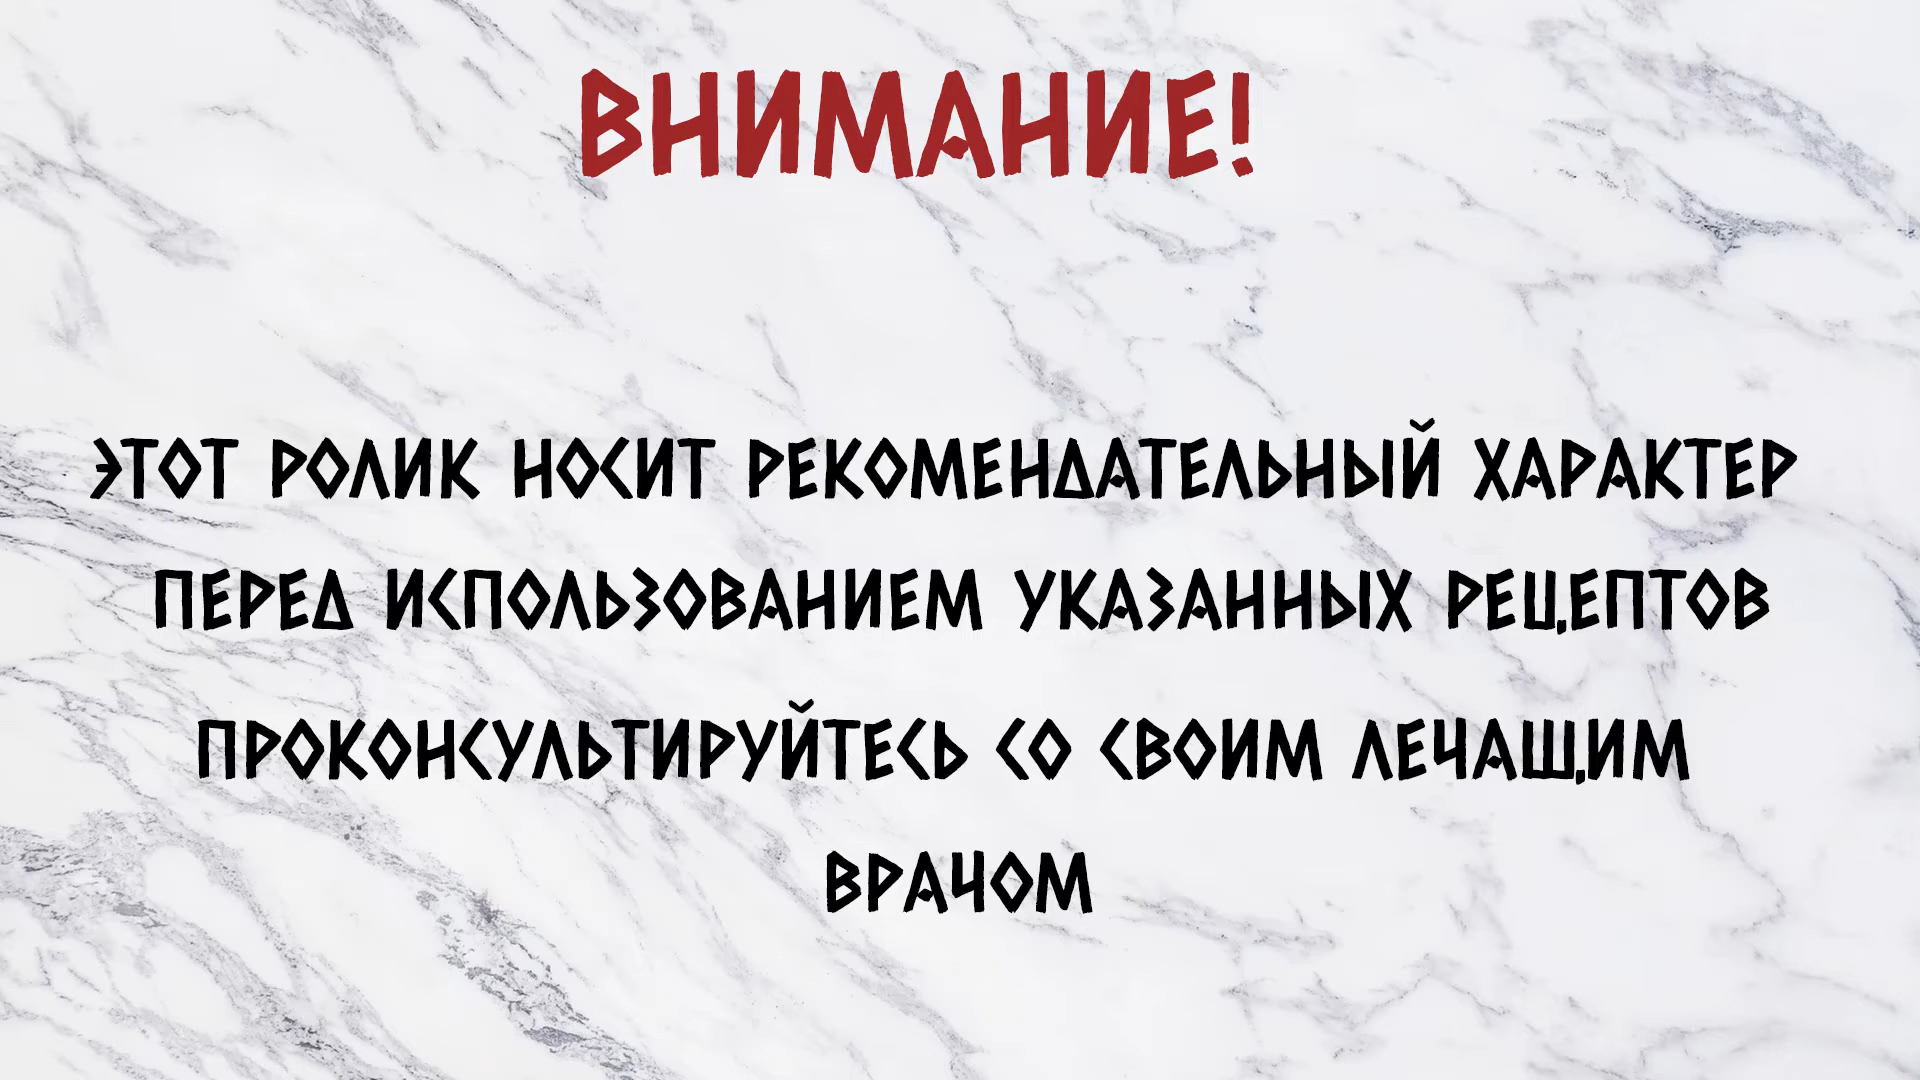 ВНИМАНИЕ!
ЭТОТ РОЛИК НОСИТ РЕКОМЕНДАТЕЛЬНЫЙ ХАРАКТЕР
ПЕРЕД ИСПОЛЬЗОВАНИЕМ УКАЗАННЫХ РЕЦЕПТОВ
ПРОКОНСУЛЬТИРУЙТЕСЬ СО СВОИМ ЛЕЧАЩИМ
ВРАЧОМ